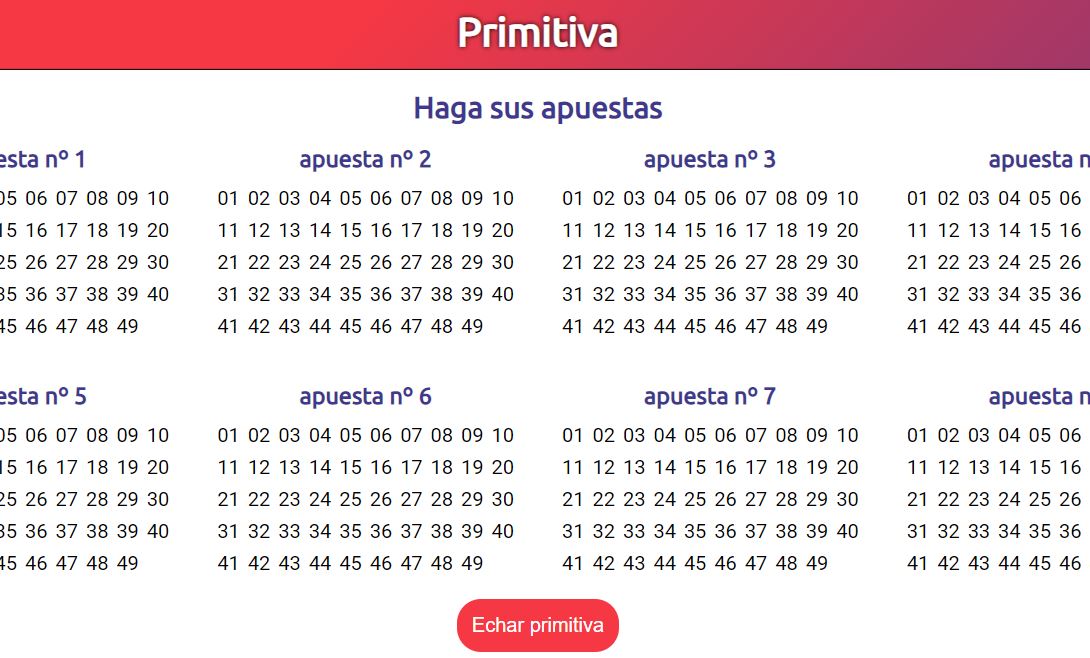 Primitiva
Haga sus apuestas
esta nº 1 apuesta nº 2 apuesta nº 3 apuesta n
05 06 07 08 09 10 01 02 03 04 05 06 07 08 09 10 01 02 03 04 05 06 07 08 09 10 01 02 03 04 05 06
15 16 17 18 19 20 11 12 13 14 15 16 17 18 19 20 11 12 13 14 15 16 17 18 19 20 11 12 13 14 15 16
25 26 27 28 29 30 21 22 23 24 25 26 27 28 29 30 21 22 23 24 25 26 27 28 29 30 21 22 23 24 25 26
35 36 37 38 39 40 31 32 33 34 35 36 37 38 39 40 31 32 33 34 35 36 37 38 39 40 31 32 33 34 35 36
45 46 47 48 49 41 42 43 44 45 46 47 48 49 41 42 43 44 45 46 47 48 49 41 42 43 44 45 46
esta nº 5 apuesta nº 6 apuesta nº 7 apuesta n
05 06 07 08 09 10 01 02 03 04 05 06 07 08 09 10 01 02 03 04 05 06 07 08 09 10 01 02 03 04 05 06
15 16 17 18 19 20 11 12 13 14 15 16 17 18 19 20 11 12 13 14 15 16 17 18 19 20 11 12 13 14 15 16
25 26 27 28 29 30 21 22 23 24 25 26 27 28 29 30 21 22 23 24 25 26 27 28 29 30 21 22 23 24 25 26
35 36 37 38 39 40 31 32 33 34 35 36 37 38 39 40 31 32 33 34 35 36 37 38 39 40 31 32 33 34 35 36
45 46 47 48 49 41 42 43 44 45 46 47 48 49 41 42 43 44 45 46 47 48 49 41 42 43 44 45 46
Echar primitiva